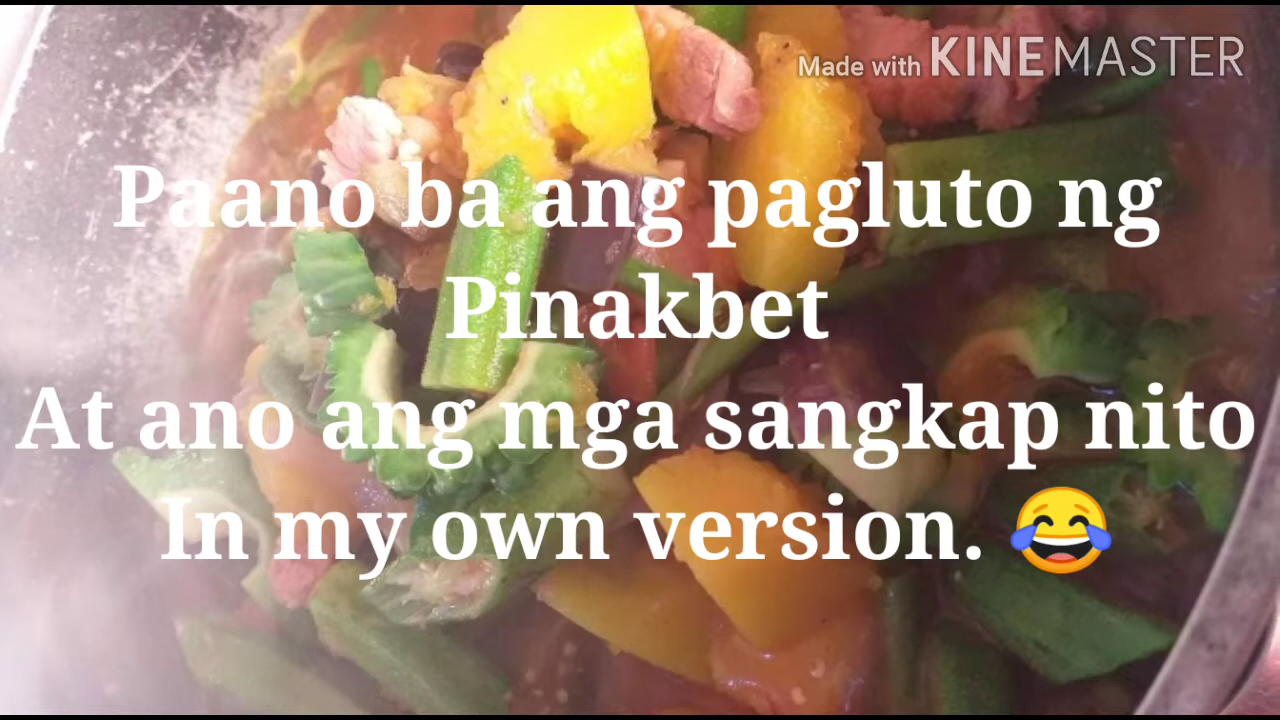 Made with KINEMASTER
Paano ba ang pagluto ng
Pinakbet
At ano ang mga sangkap nito
In my own version. 😂